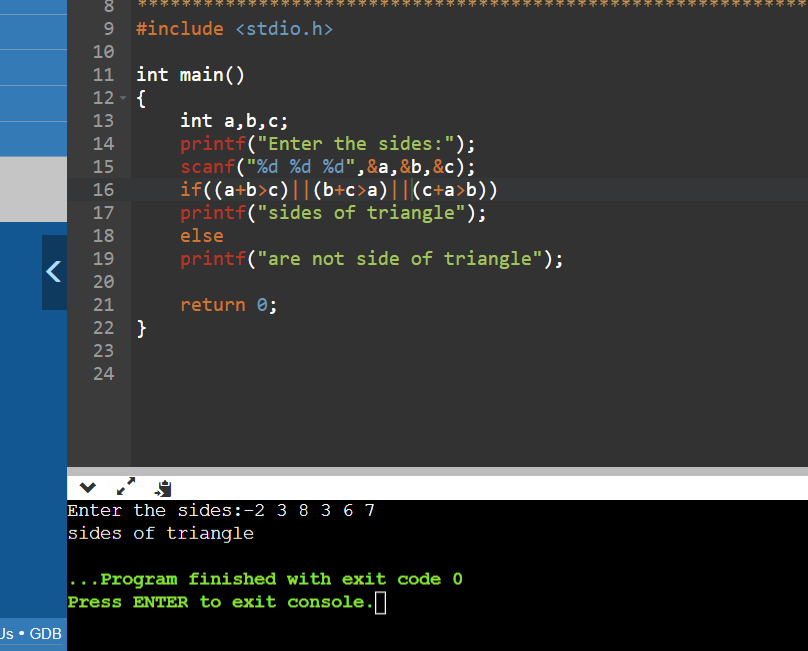 8 ************************************************************
9 #include <stdio.h>
10
11 int main()
12 {
13 int a,b,c;
14 printf("Enter the sides:");
15 scanf("%d %d %d",&a,&b,&c);
16 if((a+b>c)||(b+c>a)||(c+a>b))
17 printf("sides of triangle");
18 else
19 printf("are not side of triangle");
20
21 return 0;
22 }
23
24
Enter the sides:-2 3 8 3 6 7
sides of triangle
...Program finished with exit code 0
Press ENTER to exit console.
Us • GDB